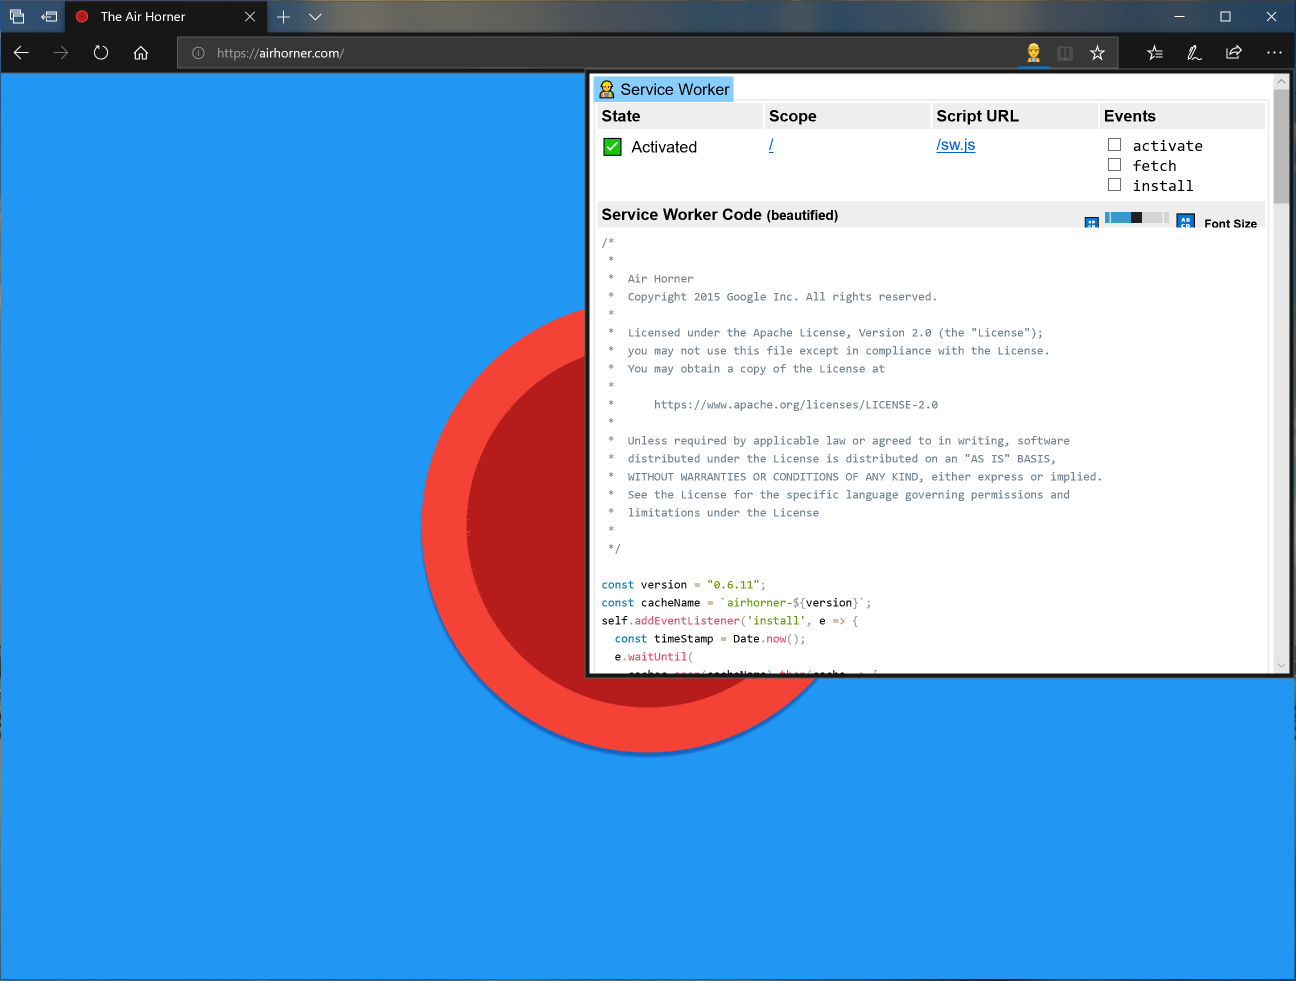 The Air Horner
https://airhorner.com/
Service Worker
State Scope Script URL Events
Activated / /sw.js activate
fetch
install
Service Worker Code (beautified) Font Size
/*
*
* Air Horner
* Copyright 2015 Google Inc. All rights reserved.
*
* Licensed under the Apache License, Version 2.0 (the "License");
* you may not use this file except in compliance with the License.
* You may obtain a copy of the License at
*
* https://www.apache.org/licenses/LICENSE-2.0
*
* Unless required by applicable law or agreed to in writing, software
* distributed under the License is distributed on an "AS IS" BASIS,
* WITHOUT WARRANTIES OR CONDITIONS OF ANY KIND, either express or implied.
* See the License for the specific language governing permissions and
* limitations under the License
*
*/
const version = "0.6.11";
const cacheName = `airhorner-${version}`;
self.addEventListener('install', e => {
const timeStamp = Date.now();
e.waitUntil(